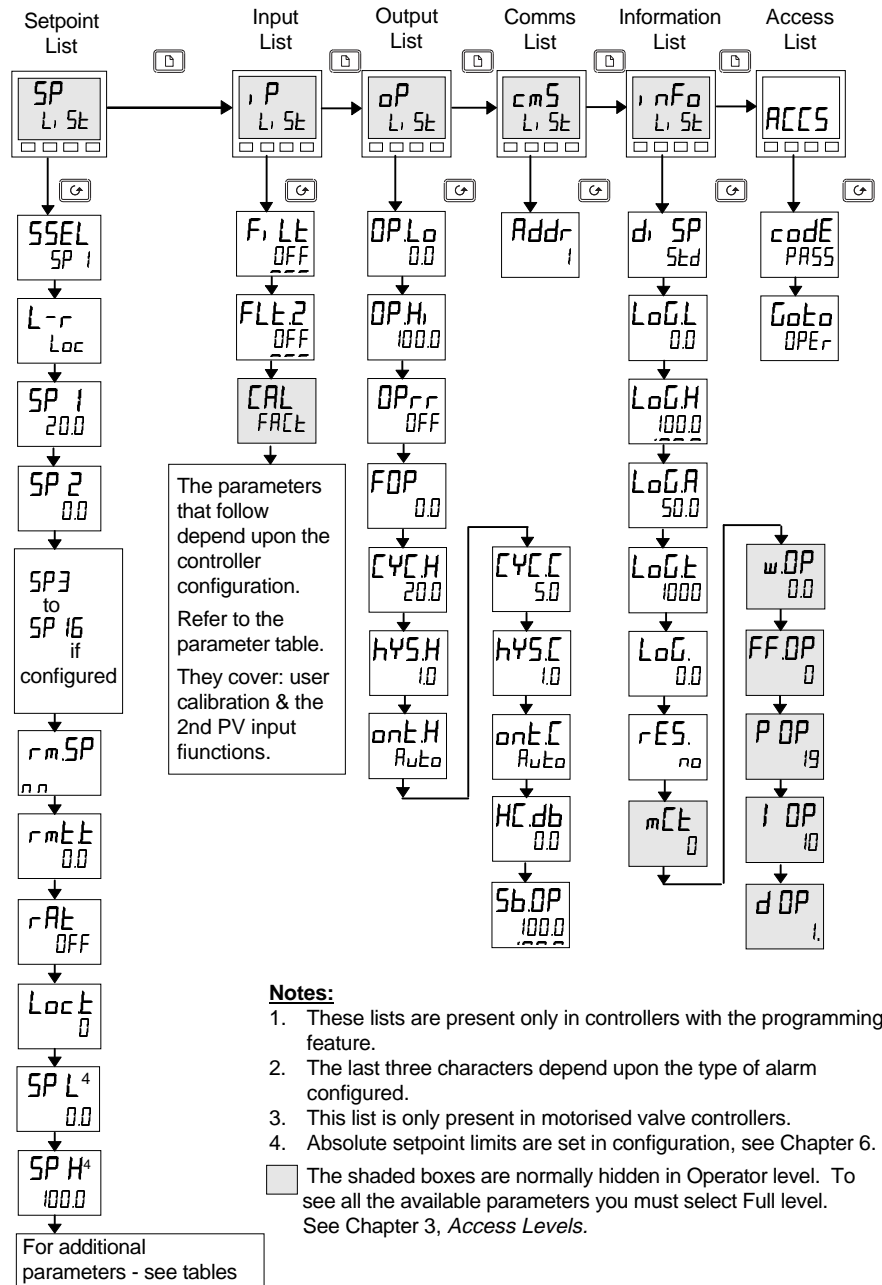 Setpoint
List
Input
List
Output
List
Comms
List
Information
List
Access
List
SP
LiSt
iP
LiSt
oP
LiSt
cmS
LiSt
inFo
LiSt
ACCS
SSEL
SP 1
L-r
Loc
SP 1
20.0
SP 2
0.0
SP3
to
SP16
if
configured
rm.SP
nn
rmt.t
0.0
rAt
OFF
Loc.t
0
SP L4
0.0
SP H4
100.0
For additional
parameters - see tables
FiLt
OFF
FLt.2
OFF
CAL
FACt
The parameters
that follow
depend upon the
controller
configuration.
Refer to the
parameter table.
They cover: user
calibration & the
2nd PV input
fiunctions.
OP.Lo
0.0
OP.Hi
100.0
OPrr
OFF
FOP
0.0
CYC.H
20.0
hYS.H
1.0
ont.H
Auto
Addr
1
CYC.C
5.0
hYS.C
1.0
ont.C
Auto
HC.db
0.0
Sb.OP
100.0
diSP
Std
LoG.L
0.0
LoG.H
100.0
LoG.A
50.0
LoG.t
1000
LoG.
0.0
rES.
no
mCt
0
codE
PASS
Goto
OPEr
w.OP
0.0
FF.OP
0
P OP
19
I OP
10
d OP
1.
Notes:
1. These lists are present only in controllers with the programming
feature.
2. The last three characters depend upon the type of alarm
configured.
3. This list is only present in motorised valve controllers.
4. Absolute setpoint limits are set in configuration, see Chapter 6.
The shaded boxes are normally hidden in Operator level. To
see all the available parameters you must select Full level.
See Chapter 3, Access Levels.